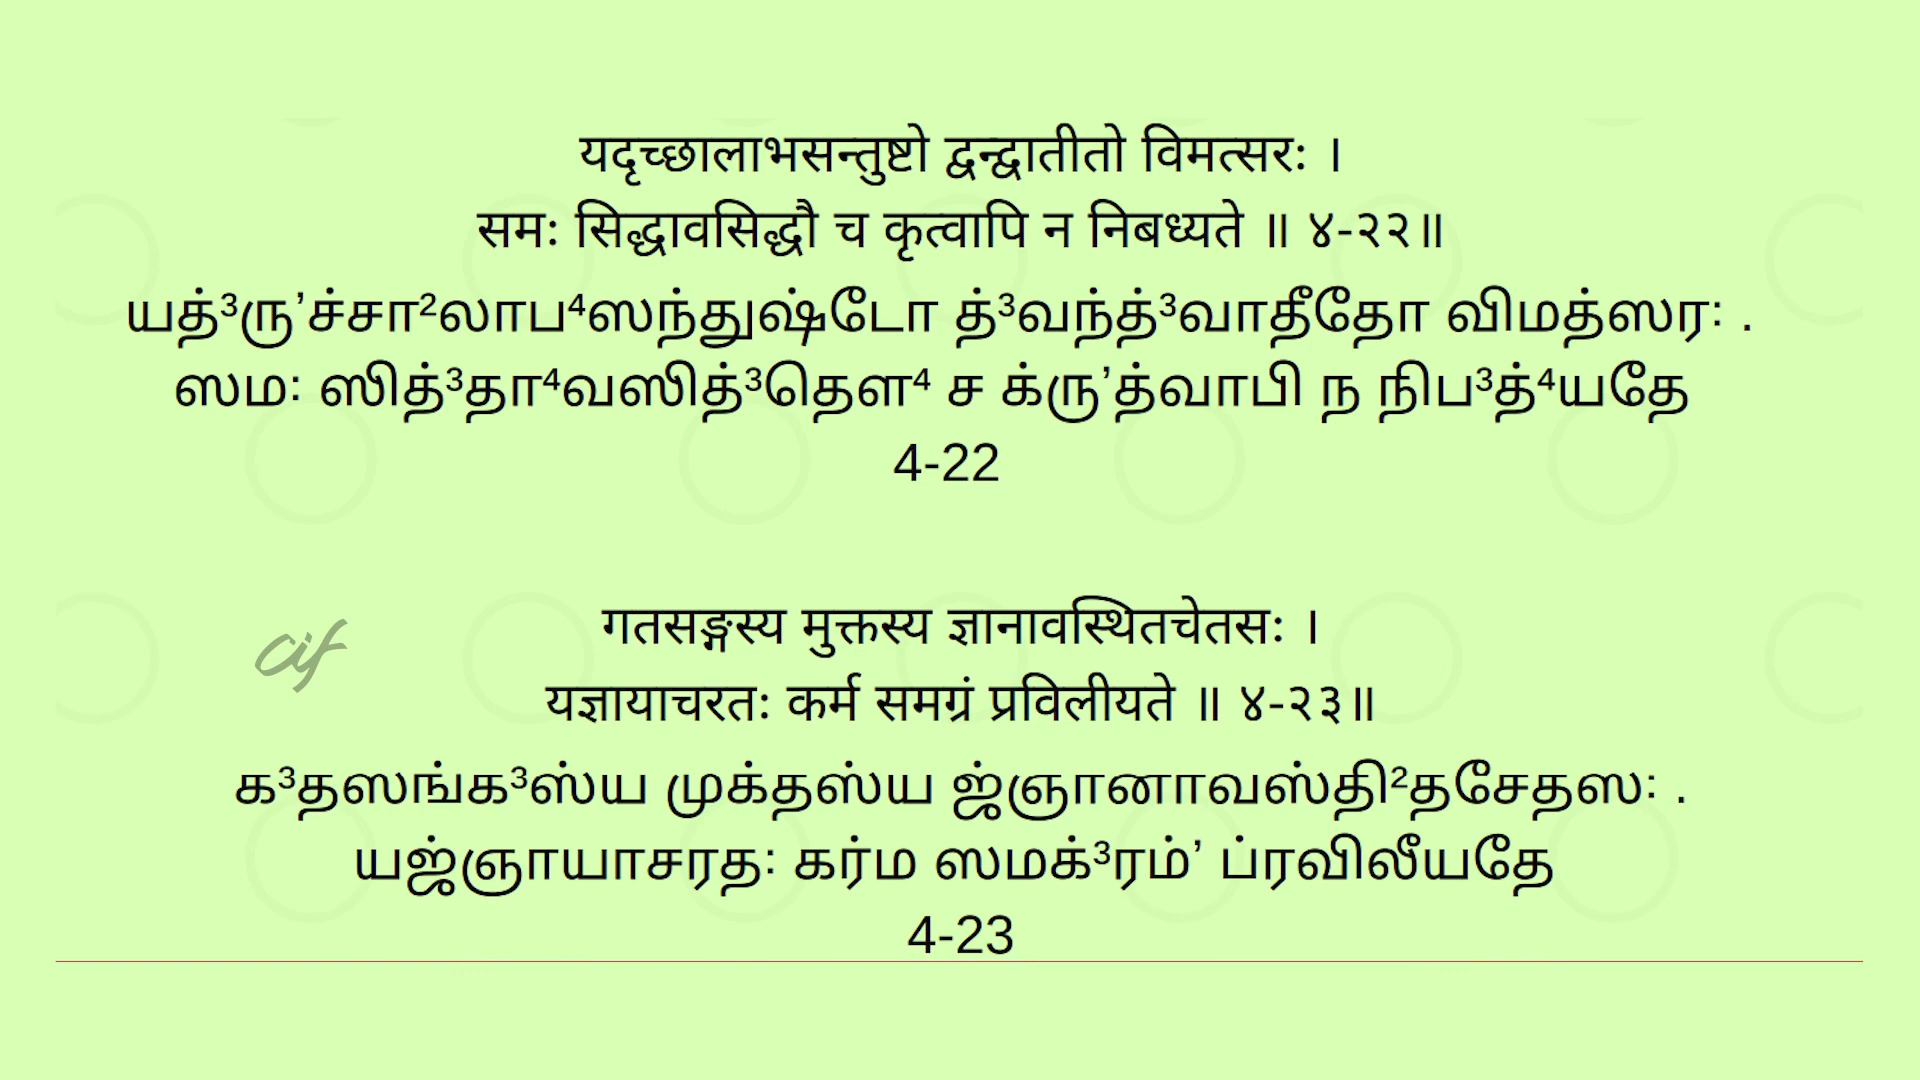 यदृच्छालाभसन्तुष्टो द्वन्द्वातीतो विमत्सरः ।
समः सिद्धावसिद्धौ च कृत्वापि न निबध्यते ॥ ४-२२॥
யத்³ரு’ச்சா²லாப⁴ஸந்துஷ்டோ த்³வந்த்³வாதீதோ விமத்ஸர꞉ .
ஸம꞉ ஸித்³தா⁴வஸித்³தௌ⁴ ச க்ரு’த்வாபி ந நிப³த்⁴யதே
4-22
गतसङ्गस्य मुक्तस्य ज्ञानावस्थितचेतसः ।
यज्ञायाचरतः कर्म समग्रं प्रविलीयते ॥ ४-२३॥
cif
க³தஸங்க³ஸ்ய முக்தஸ்ய ஜ்ஞானாவஸ்தி²தசேதஸ꞉ .
யஜ்ஞாயாசரத꞉ கர்ம ஸமக்³ரம்’ ப்ரவிலீயதே
4-23